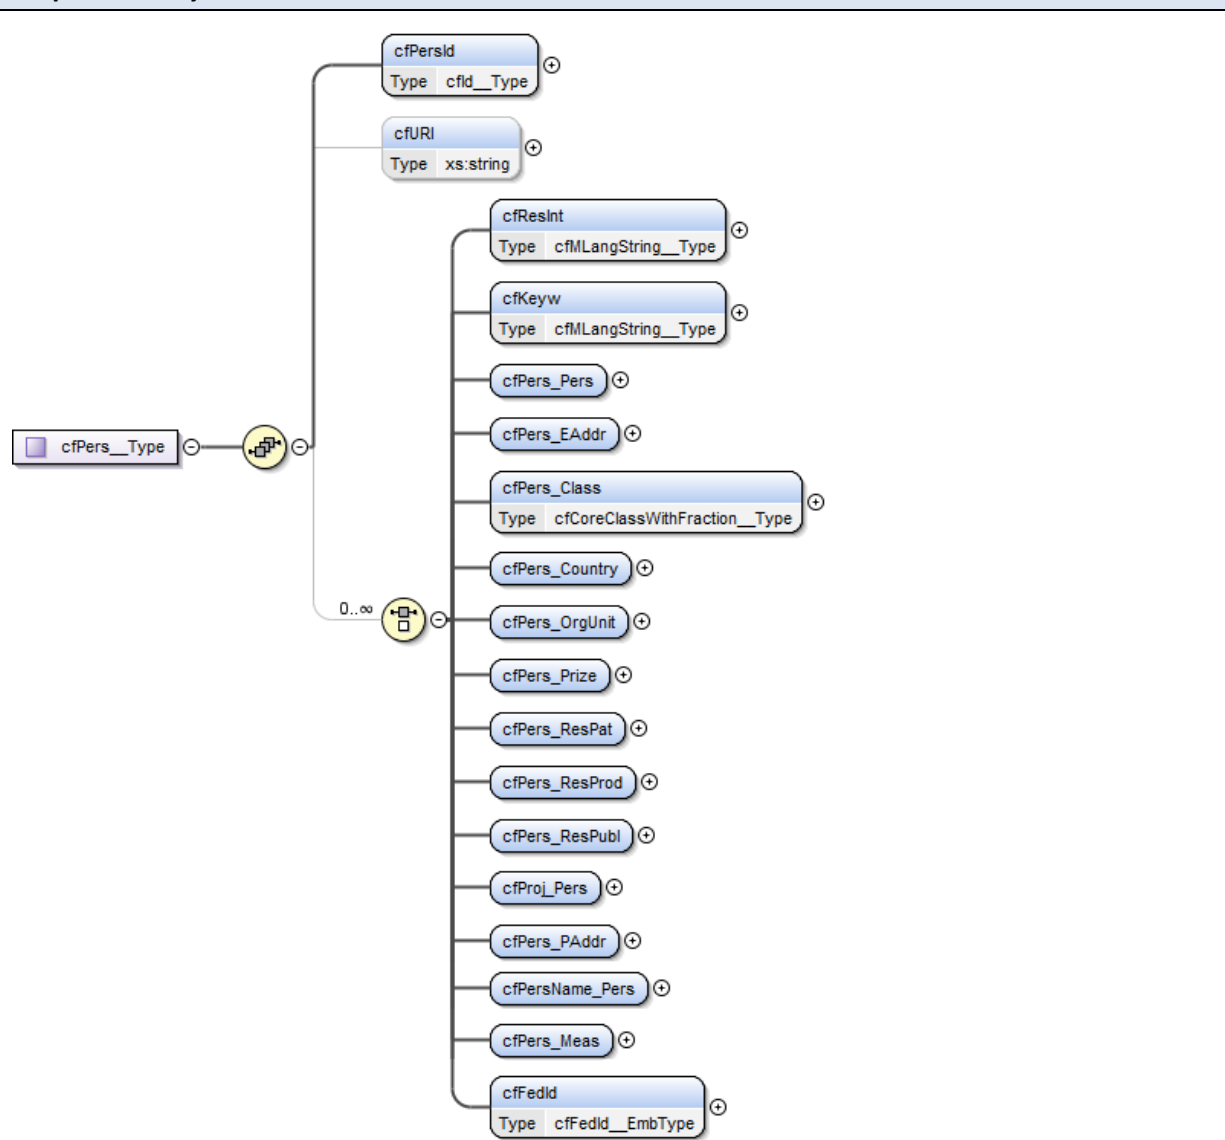 cfPersId
Type cfId__Type
cfURI
Type xs:string
cfResInt
Type cfMLangString__Type
cfKeyw
Type cfMLangString__Type
cfPers_Pers
cfPers_EAddr
cfPers__Type
cfPers_Class
Type cfCoreClassWithFraction__Type
cfPers_Country
0..∞
cfPers_OrgUnit
cfPers_Prize
cfPers_ResPat
cfPers_ResProd
cfPers_ResPubl
cfProj_Pers
cfPers_PAddr
cfPersName_Pers
cfPers_Meas
cfFedId
Type cfFedId__EmbType